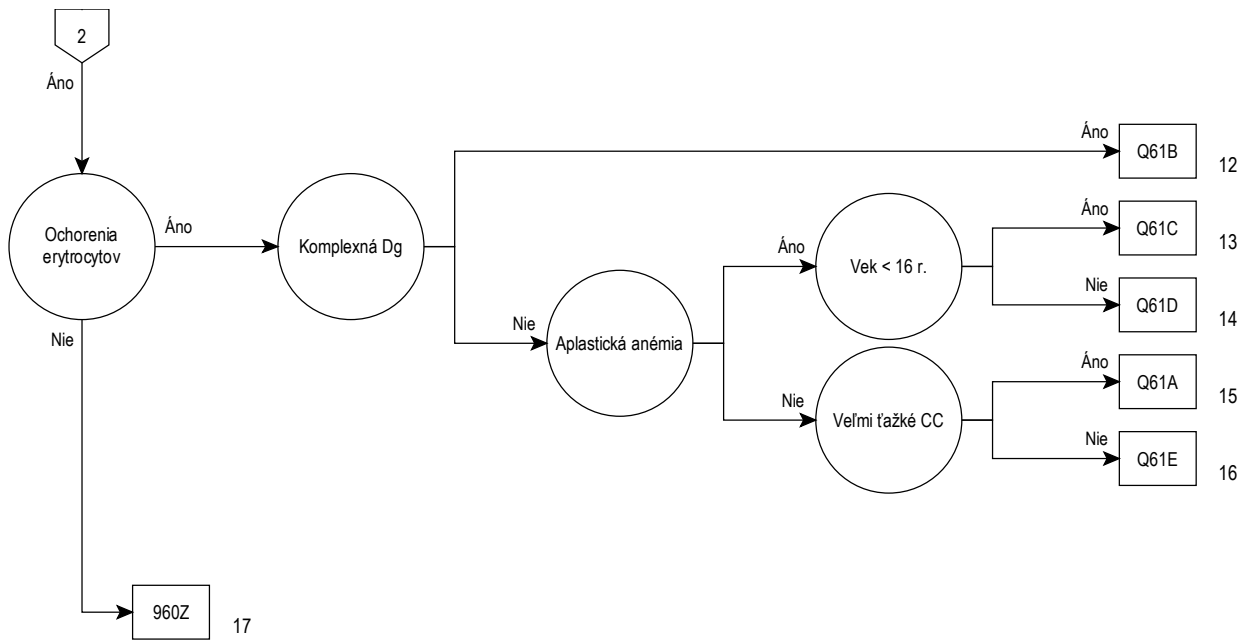 2
Áno
Ochorenia
erytrocytov
Áno
Nie
Komplexná Dg
Áno
Q61B
12
Nie
Aplastická anémia
Áno
Vek < 16 r.
Áno
Q61C
13
Nie
Q61D
14
Nie
Veľmi ťažké CC
Áno
Q61A
15
Nie
Q61E
16
960Z
17